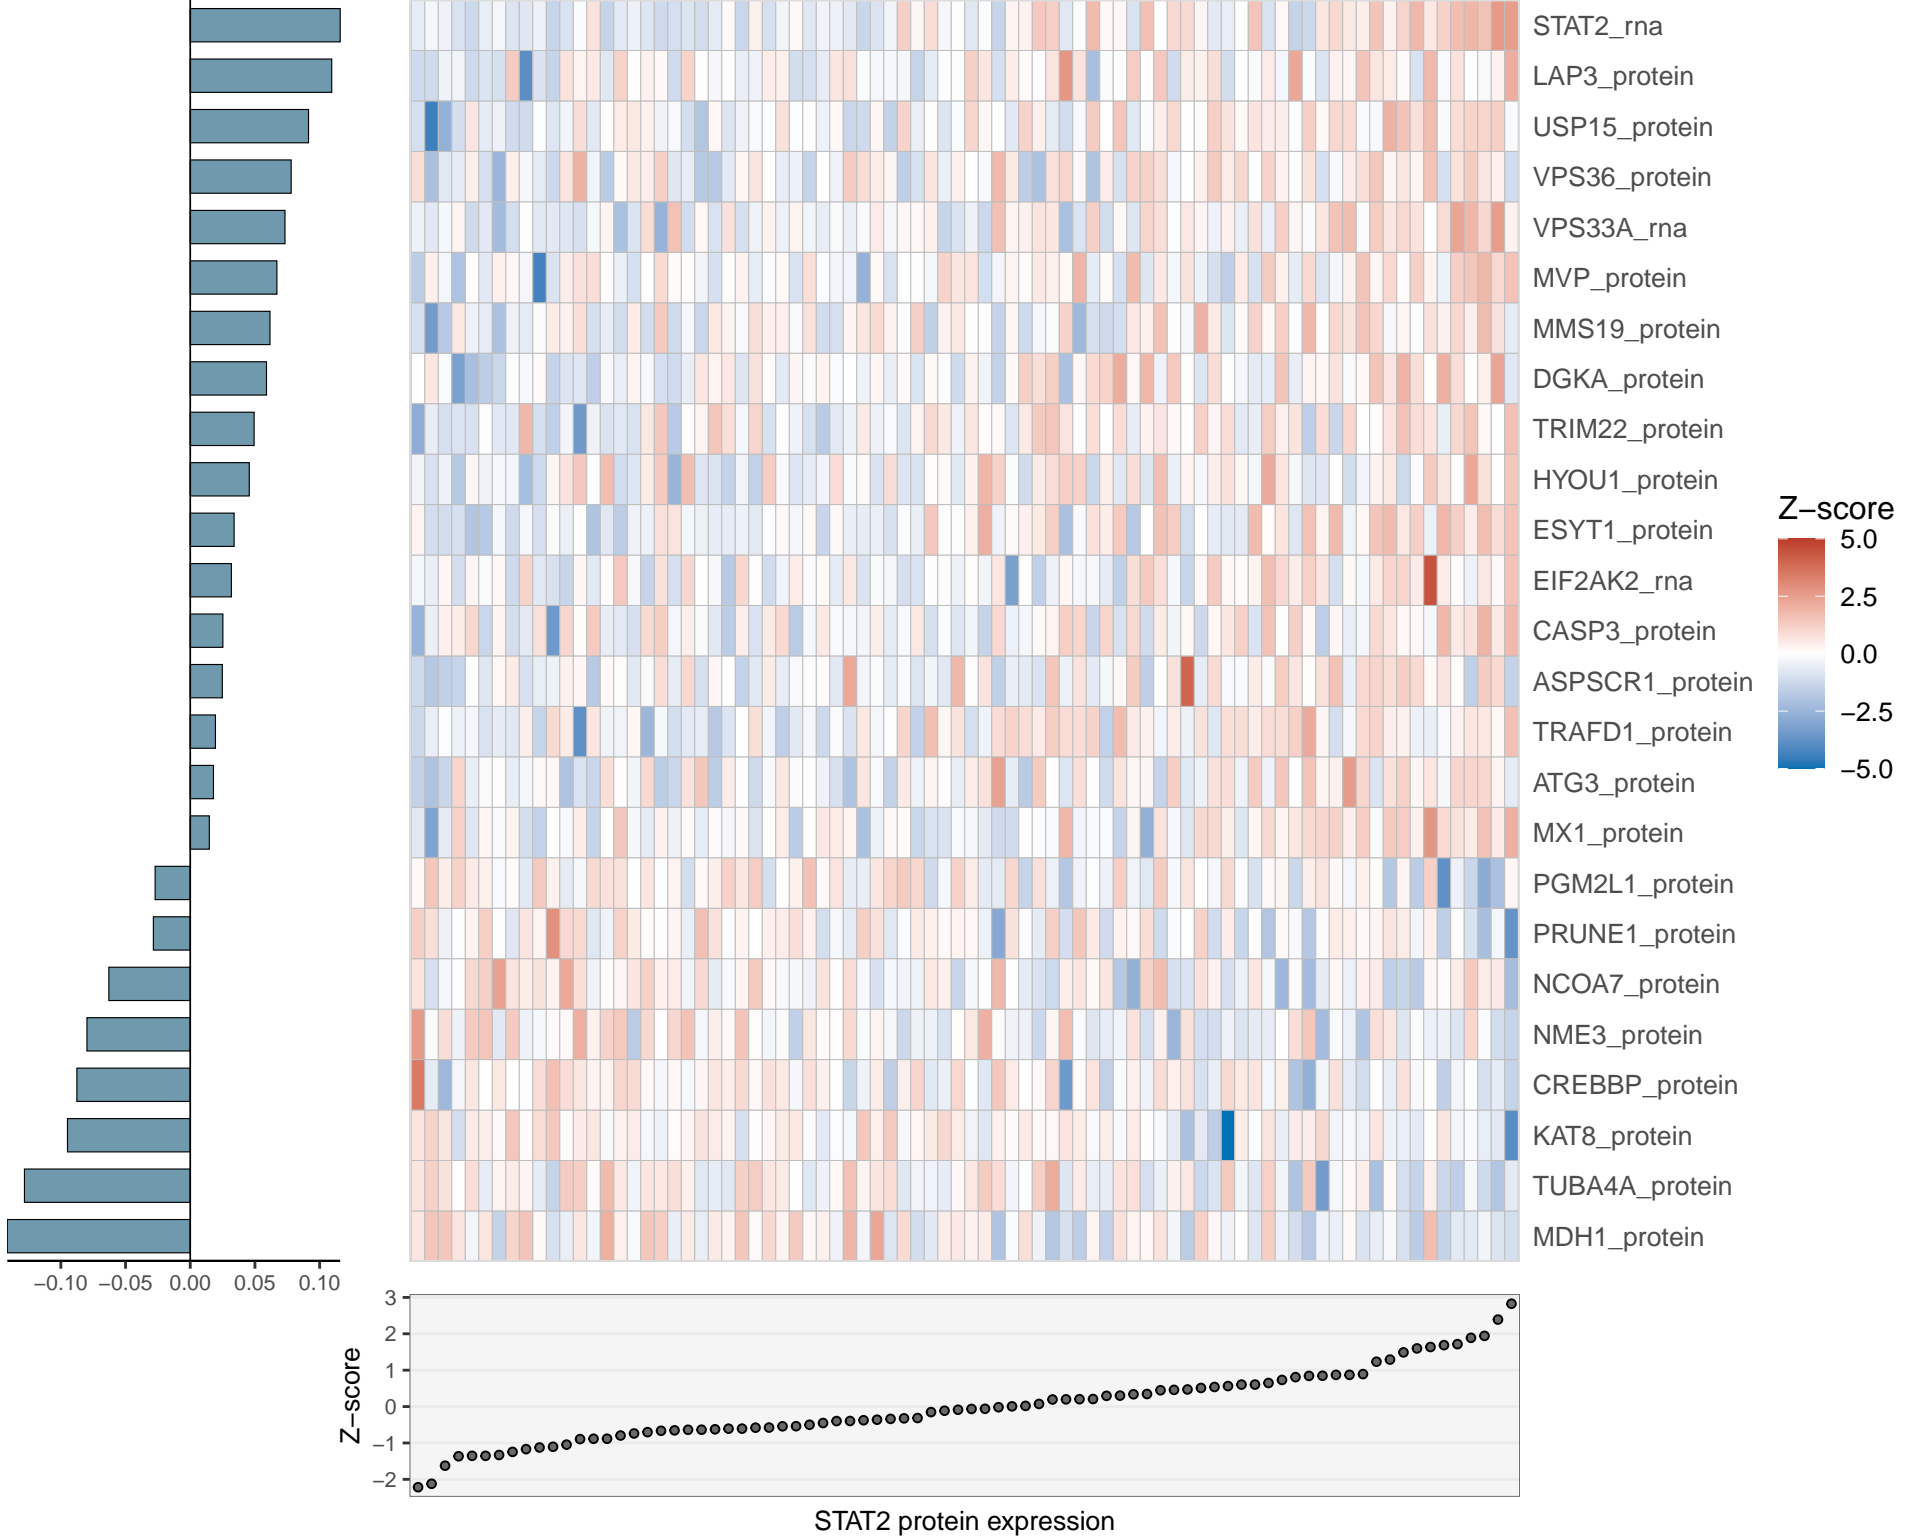 STAT2_rna
LAP3_protein
USP15_protein
VPS36_protein
VPS33A_rna
MVP_protein
MMS19_protein
DGKA_protein
TRIM22_protein
HYOU1_protein
ESYT1_protein
EIF2AK2_rna
CASP3_protein
ASPSCR1_protein
TRAFD1_protein
ATG3_protein
MX1_protein
PGM2L1_protein
PRUNE1_protein
NCOA7_protein
NME3_protein
CREBBP_protein
KAT8_protein
TUBA4A_protein
MDH1_protein
Z−score
5.0
2.5
0.0
−2.5
−5.0
−0.10 −0.05 0.00 0.05 0.10
3
2
1
0
−1
−2
Z−score
STAT2 protein expression